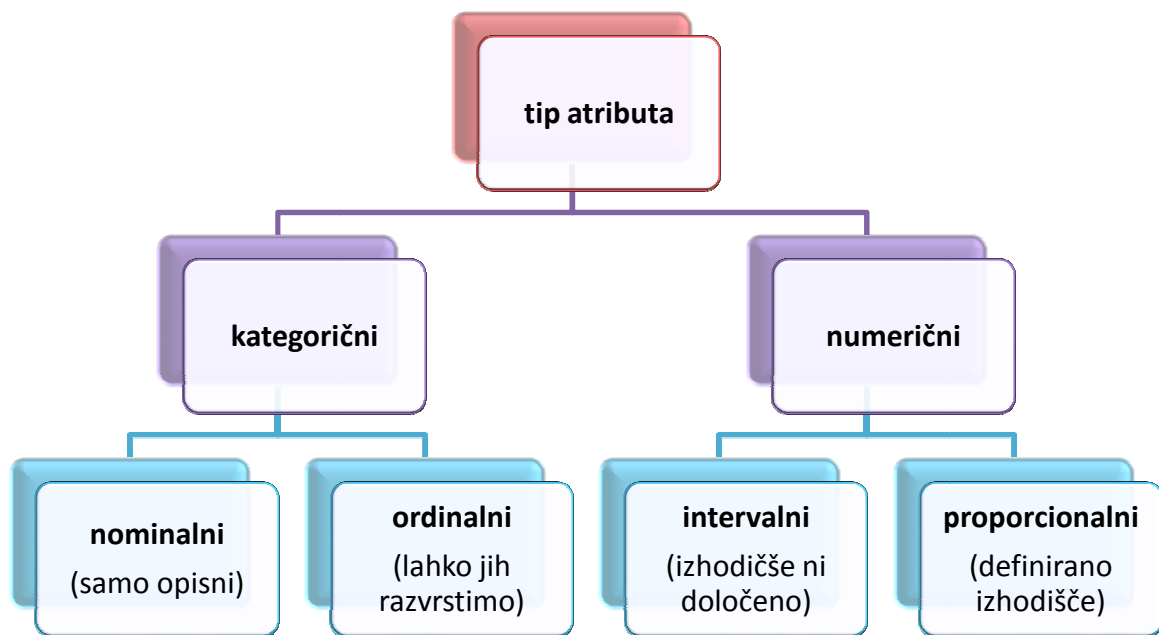 tip atributa
kategorični
numerični
nominalni
(samo opisni)
ordinalni
(lahko jih
razvrstimo)
intervalni
(izhodičše ni
določeno)
proporcionalni
(definirano
izhodišče)